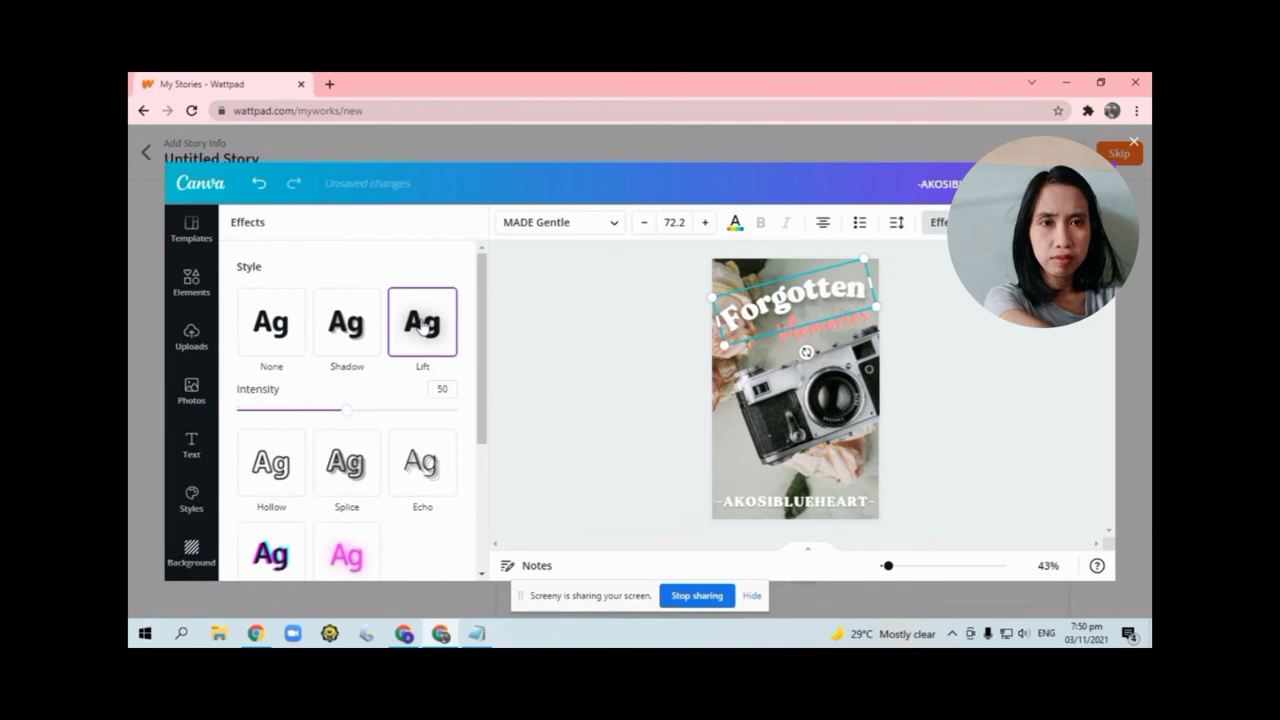 My Stories - Wattpad
wattpad.com/myworks/new
Add Story Info
Untitled Story
Skip
Canva
Unsaved changes
-AKOSIB
Effects
MADE Gentle
72.2
A B I
Effe
Templates
Elements
Uploads
Photos
Text
Styles
Background
Style
Ag Ag Ag
None Shadow Lift
Intensity 50
Ag Ag Ag
Hollow Splice Echo
Ag Ag
Forgotten
Memories
-AKOSIBLUEHEART-
Notes
43%
Screeny is sharing your screen. Stop sharing Hide
29°C Mostly clear
ENG
7:50 pm
03/11/2021
4